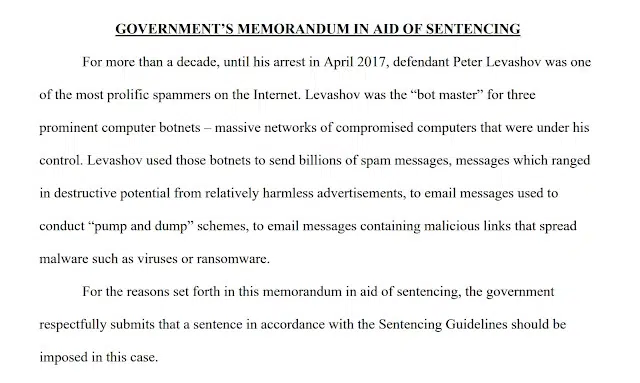 GOVERNMENT'S MEMORANDUM IN AID OF SENTENCING
For more than a decade, until his arrest in April 2017, defendant Peter Levashov was one
of the most prolific spammers on the Internet. Levashov was the “bot master” for three
prominent computer botnets – massive networks of compromised computers that were under his
control. Levashov used those botnets to send billions of spam messages, messages which ranged
in destructive potential from relatively harmless advertisements, to email messages used to
conduct “pump and dump” schemes, to email messages containing malicious links that spread
malware such as viruses or ransomware.
For the reasons set forth in this memorandum in aid of sentencing, the government
respectfully submits that a sentence in accordance with the Sentencing Guidelines should be
imposed in this case.